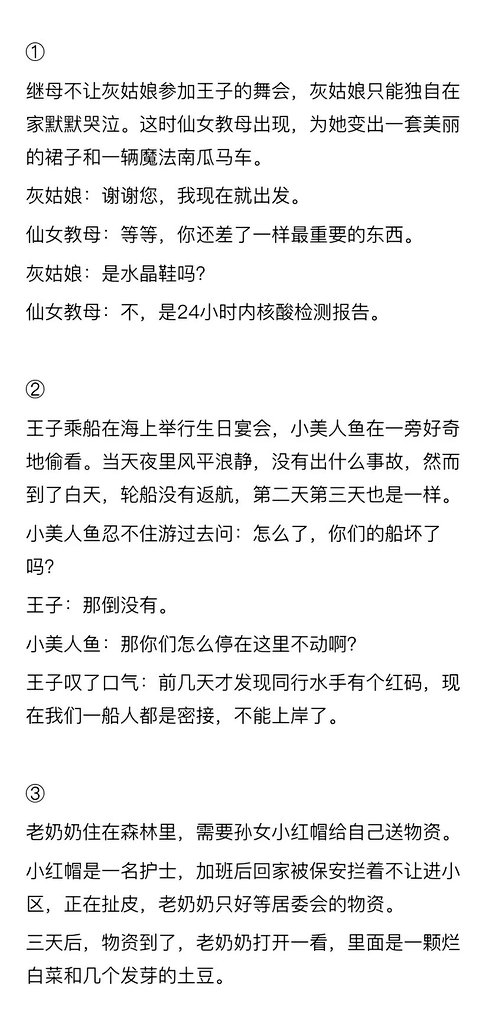 ①
继母不让灰姑娘参加王子的舞会，灰姑娘只能独自在
家默默哭泣。这时仙女教母出现，为她变出一套美丽
的裙子和一辆魔法南瓜马车。
灰姑娘：谢谢您，我现在就出发。
仙女教母：等等，你还差了一样最重要的东西。
灰姑娘：是水晶鞋吗？
仙女教母：不，是24小时内核酸检测报告。
②
王子乘船在海上举行生日宴会，小美人鱼在一旁好奇
地偷看。当天夜里风平浪静，没有出什么事故，然而
到了白天，轮船没有返航，第二天第三天也是一样。
小美人鱼忍不住游过去问：怎么了，你们的船坏了
吗？
王子：那倒没有。
小美人鱼：那你们怎么停在这里不动啊？
王子叹了口气：前几天才发现同行水手有个红码，现
在我们一船人都是密接，不能上岸了。
③
老奶奶住在森林里，需要孙女小红帽给自己送物资。
小红帽是一名护士，加班后回家被保安拦着不让进小
区，正在扯皮，老奶奶只好等居委会的物资。
三天后，物资到了，老奶奶打开一看，里面是一颗烂
白菜和几个发芽的土豆。